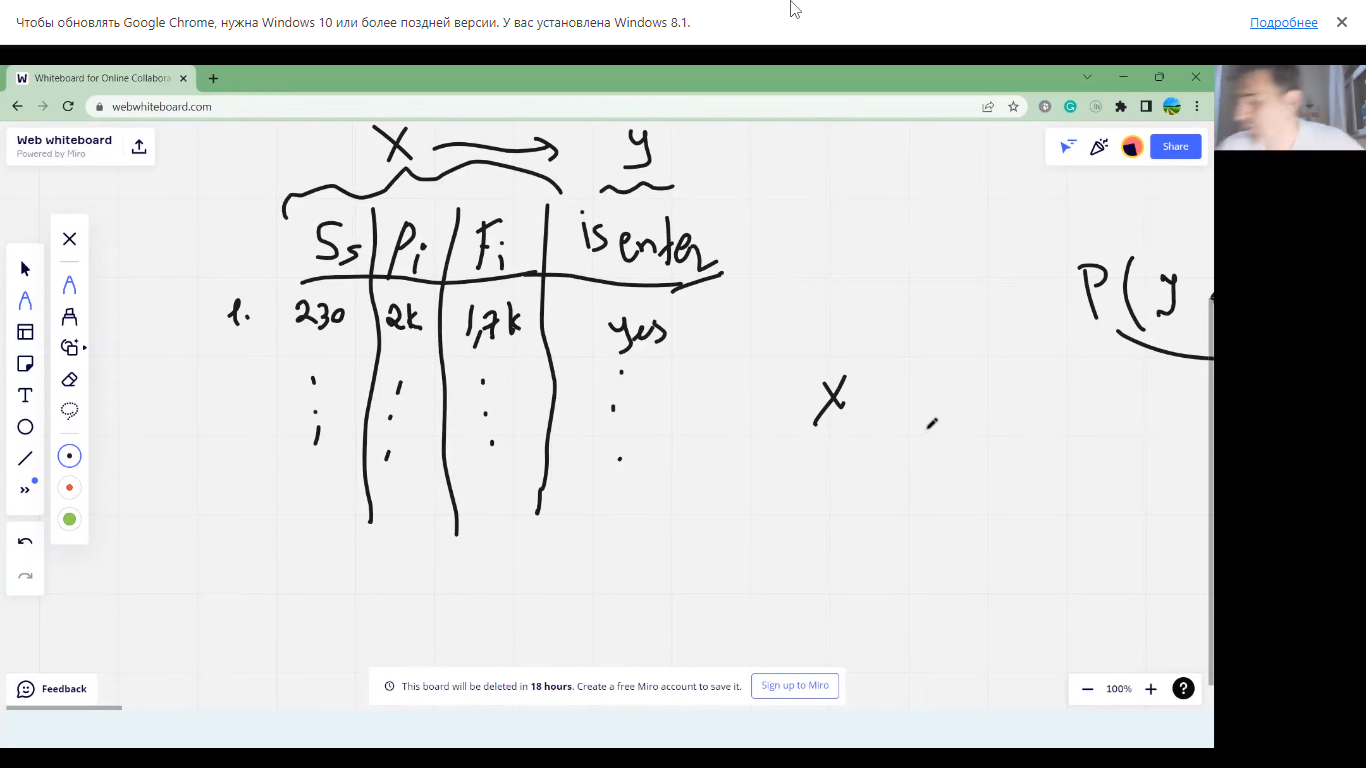 Чтобы обновлять Google Chrome, нужна Windows 10 или более поздней версии. У вас установлена Windows 8.1.
Подробнее
Whiteboard for Online Collabora
webwhiteboard.com
Web whiteboard
Powered by Miro
Share
X → y
Ss Pi Fi is enter
1. 230 2k 1,7k yes
P( y
X
This board will be deleted in 18 hours. Create a free Miro account to save it.
Sign up to Miro
Feedback
100%